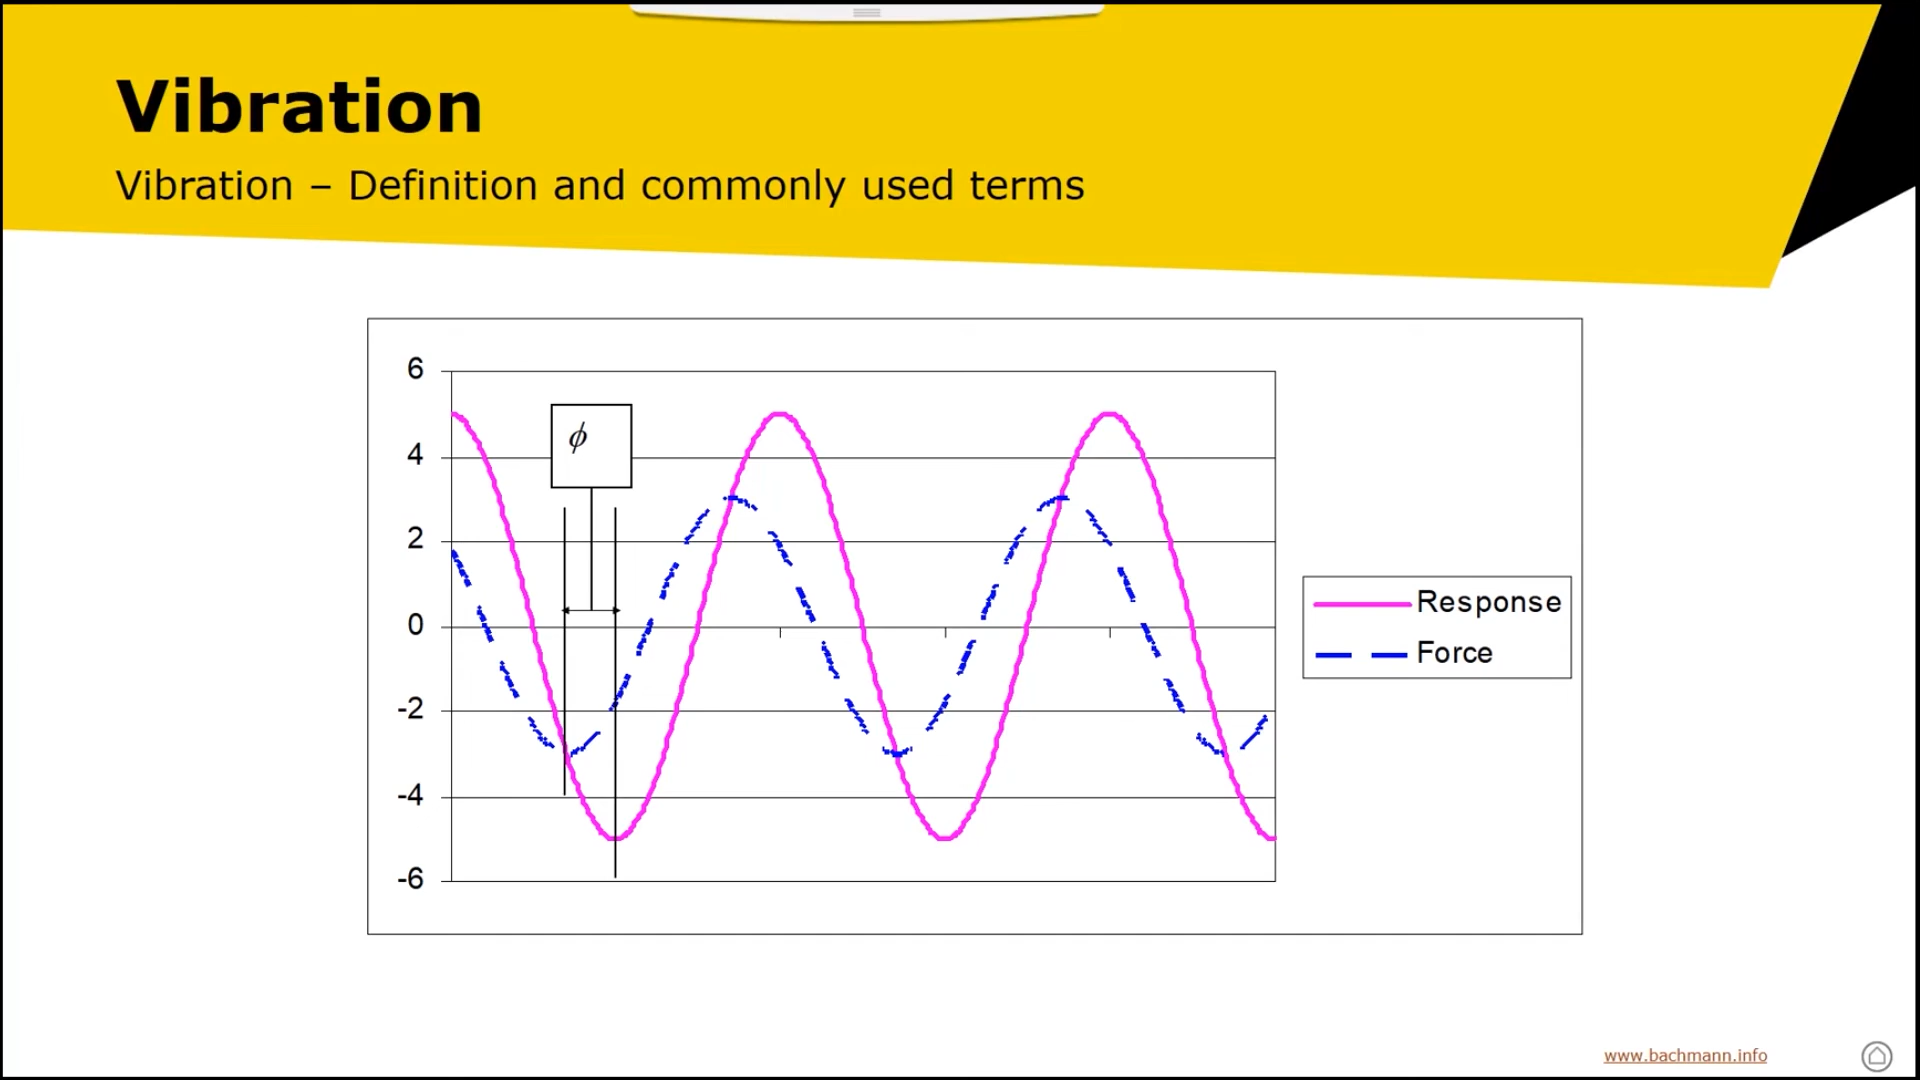 Vibration
Vibration – Definition and commonly used terms
6
4
2
0
-2
-4
-6
ϕ
Response
Force
www.bachmann.info